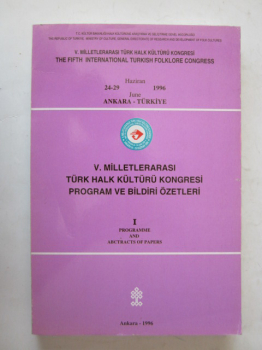 V. MİLLETLERARASI TÜRK HALK KÜLTÜRÜ KONGRESİ
THE FIFTH INTERNATIONAL TURKISH FOLKLORE CONGRESS
Haziran
24-29 1996
June
ANKARA - TÜRKİYE
V. MİLLETLERARASI
TÜRK HALK KÜLTÜRÜ KONGRESİ
PROGRAM VE BİLDİRİ ÖZETLERİ
I
PROGRAMME
AND
ABCTRACTS OF PAPERS
Ankara - 1996